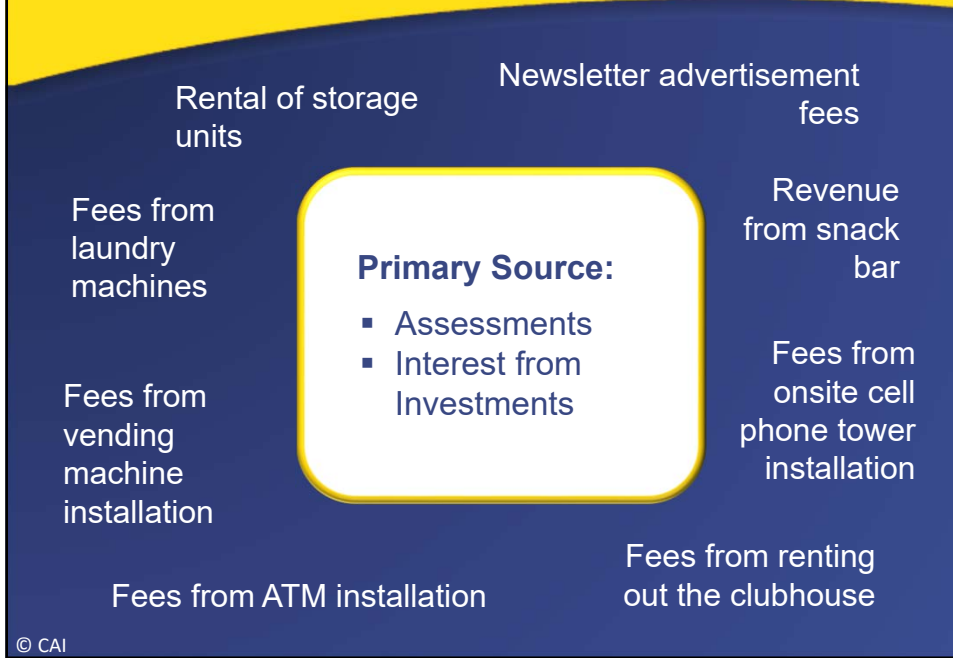 Rental of storage
units
Newsletter advertisement
fees
Fees from
laundry
machines
Primary Source:
▪ Assessments
▪ Interest from
Investments
Revenue
from snack
bar
Fees from
vending
machine
installation
Fees from
onsite cell
phone tower
installation
Fees from ATM installation
Fees from renting
out the clubhouse
© CAI